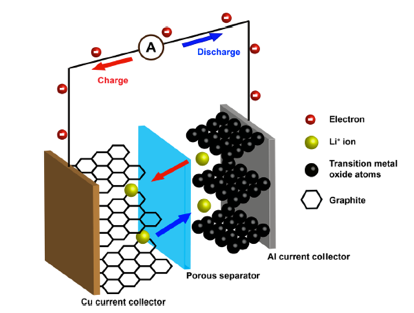 A
Discharge
Charge
Electron
Li⁺ ion
Transition metal
oxide atoms
Graphite
Al current collector
Porous separator
Cu current collector